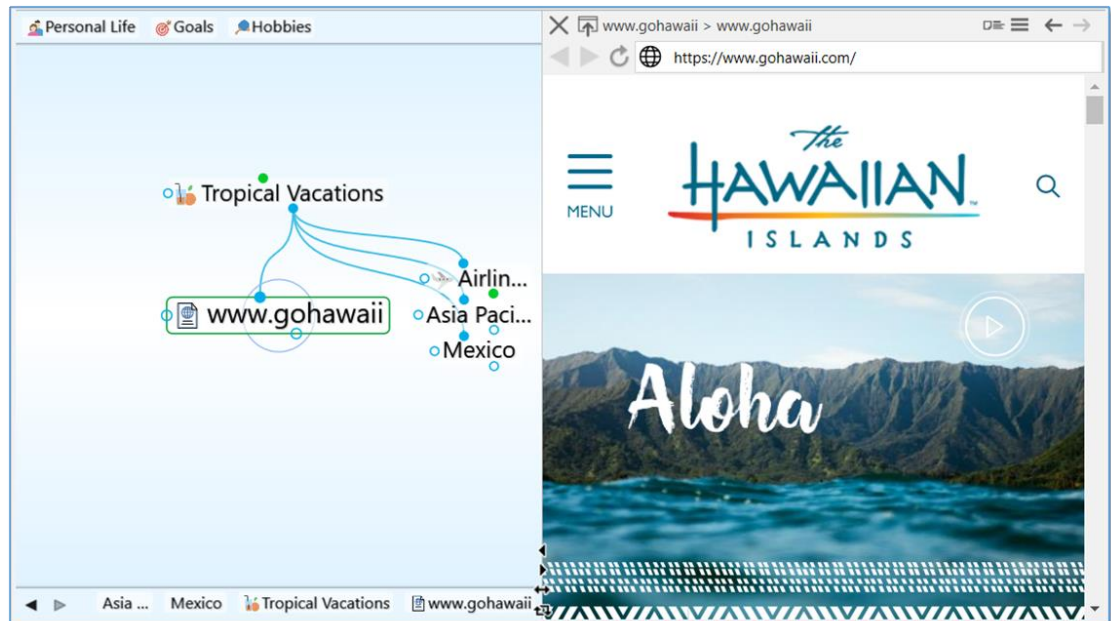 Personal Life Goals Hobbies
Tropical Vacations
www.gohawaii
Airlin...
Asia Paci...
Mexico
Asia ... Mexico Tropical Vacations www.gohawaii
www.gohawaii > www.gohawaii
https://www.gohawaii.com/
MENU
The
HAWAIIAN
ISLANDS
Aloha